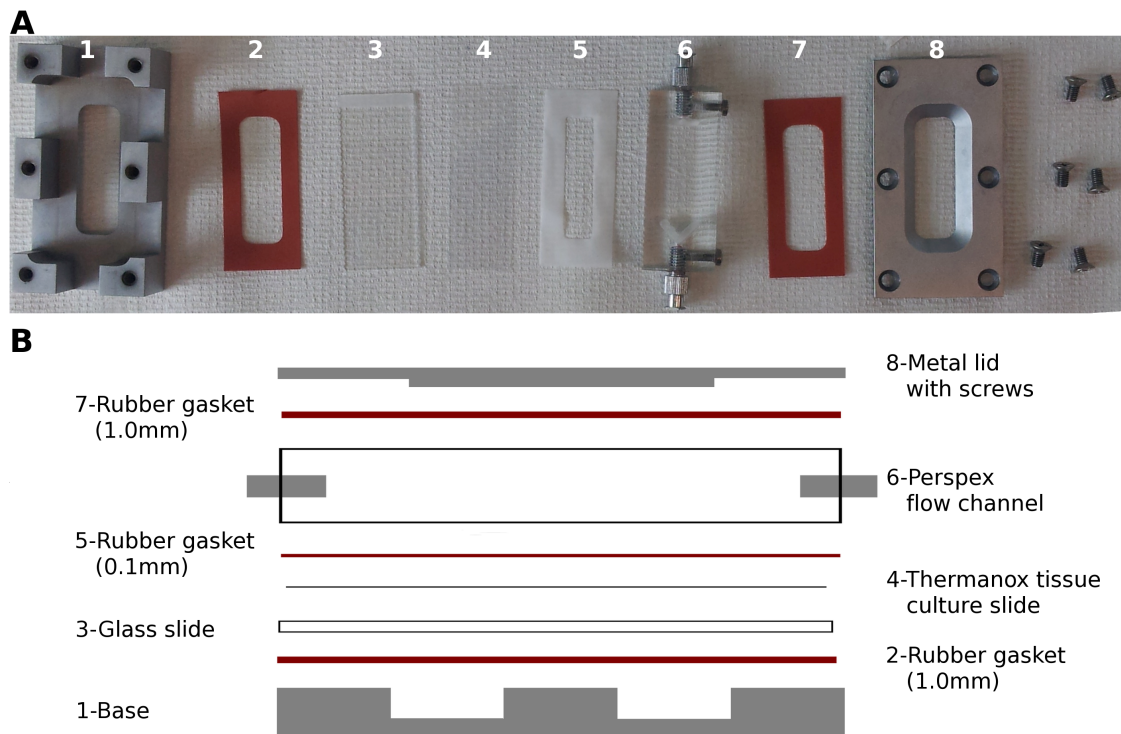 A
1 2 3 4 5 6 7 8
B
8-Metal lid
with screws
7-Rubber gasket
(1.0mm)
6-Perspex
flow channel
5-Rubber gasket
(0.1mm)
4-Thermanox tissue
culture slide
3-Glass slide
2-Rubber gasket
(1.0mm)
1-Base